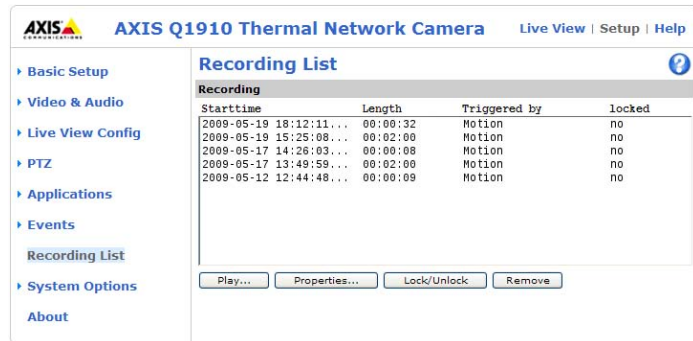 AXIS COMMUNICATIONS
AXIS Q1910 Thermal Network Camera
Live View | Setup | Help
Basic Setup
Video & Audio
Live View Config
PTZ
Applications
Events
Recording List
System Options
About
Recording List
?
Recording
Starttime Length Triggered by locked
2009-05-19 18:12:11... 00:00:32 Motion no
2009-05-19 15:25:08... 00:02:00 Motion no
2009-05-17 14:26:03... 00:00:08 Motion no
2009-05-17 13:49:59... 00:02:00 Motion no
2009-05-12 12:44:48... 00:00:09 Motion no
Play... Properties... Lock/Unlock Remove